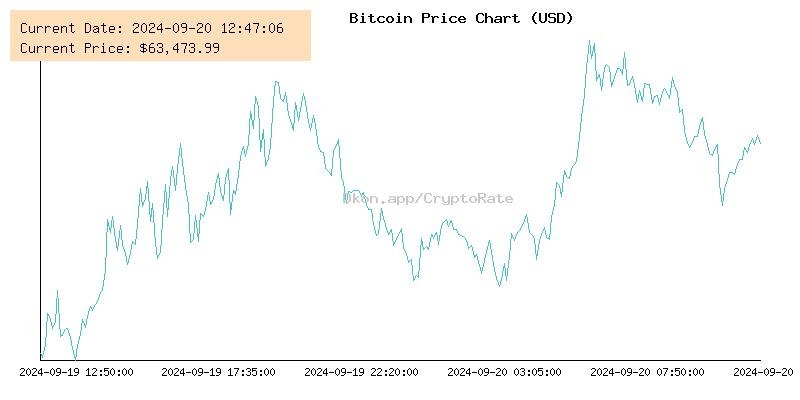 Bitcoin Price Chart (USD)
Current Date: 2024-09-20 12:47:06
Current Price: $63,473.99
Ukon.app/CryptoRate
2024-09-19 12:50:00 2024-09-19 17:35:00 2024-09-19 22:20:00 2024-09-20 03:05:00 2024-09-20 07:50:00 2024-09-20